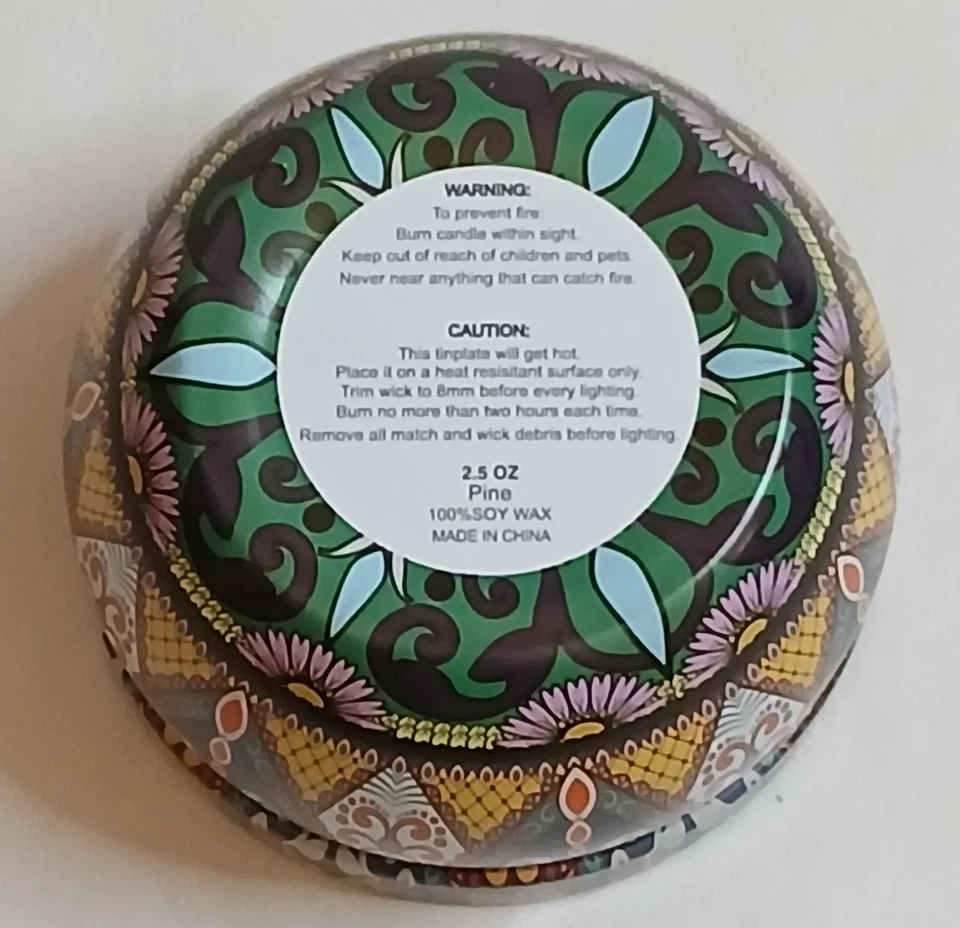 WARNING:
To prevent fire:
Burn candle within sight.
Keep out of reach of children and pets.
Never near anything that can catch fire.
CAUTION:
This tinplate will get hot.
Place it on a heat resisitant surface only.
Trim wick to 6mm before every lighting.
Burn no more than two hours each time.
Remove all match and wick debris before lighting.
2.5 OZ
Pine
100%SOY WAX
MADE IN CHINA